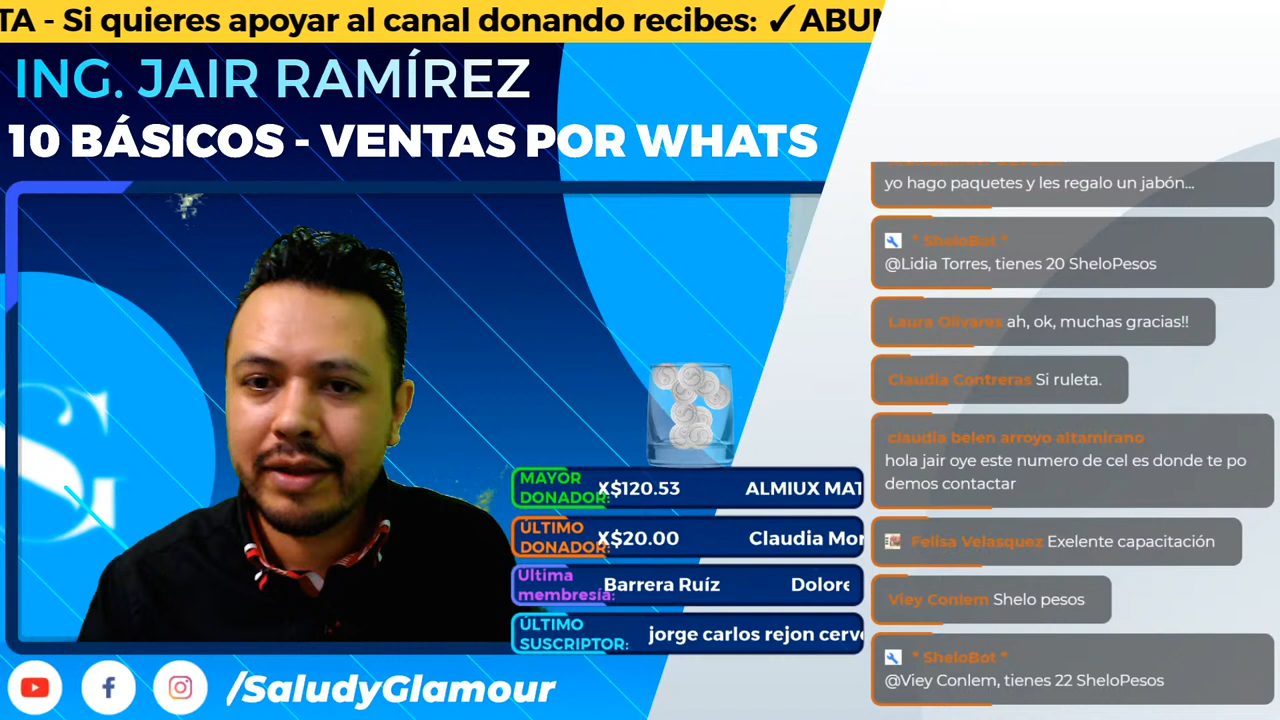 TA - Si quieres apoyar al canal donando recibes: ✓ABUN
ING. JAIR RAMÍREZ
10 BÁSICOS - VENTAS POR WHATS
yo hago paquetes y les regalo un jabón...
* SheloBot *
@Lidia Torres, tienes 20 SheloPesos
Laura Olivares ah, ok, muchas gracias!!
Claudia Contreras Si ruleta.
claudia belen arroyo altamirano
hola jair oye este numero de cel es donde te po
demos contactar
Felisa Velasquez Exelente capacitación
Viey Conlem Shelo pesos
* SheloBot *
@Viey Conlem, tienes 22 SheloPesos
S
MAYOR
DONADOR: X$120.53 ALMIUX MAT
ÚLTIMO
DONADOR: X$20.00 Claudia Mor
Última
membresía: Barrera Ruíz Dolore
ÚLTIMO
SUSCRIPTOR: jorge carlos rejon cerv
/SaludyGlamour